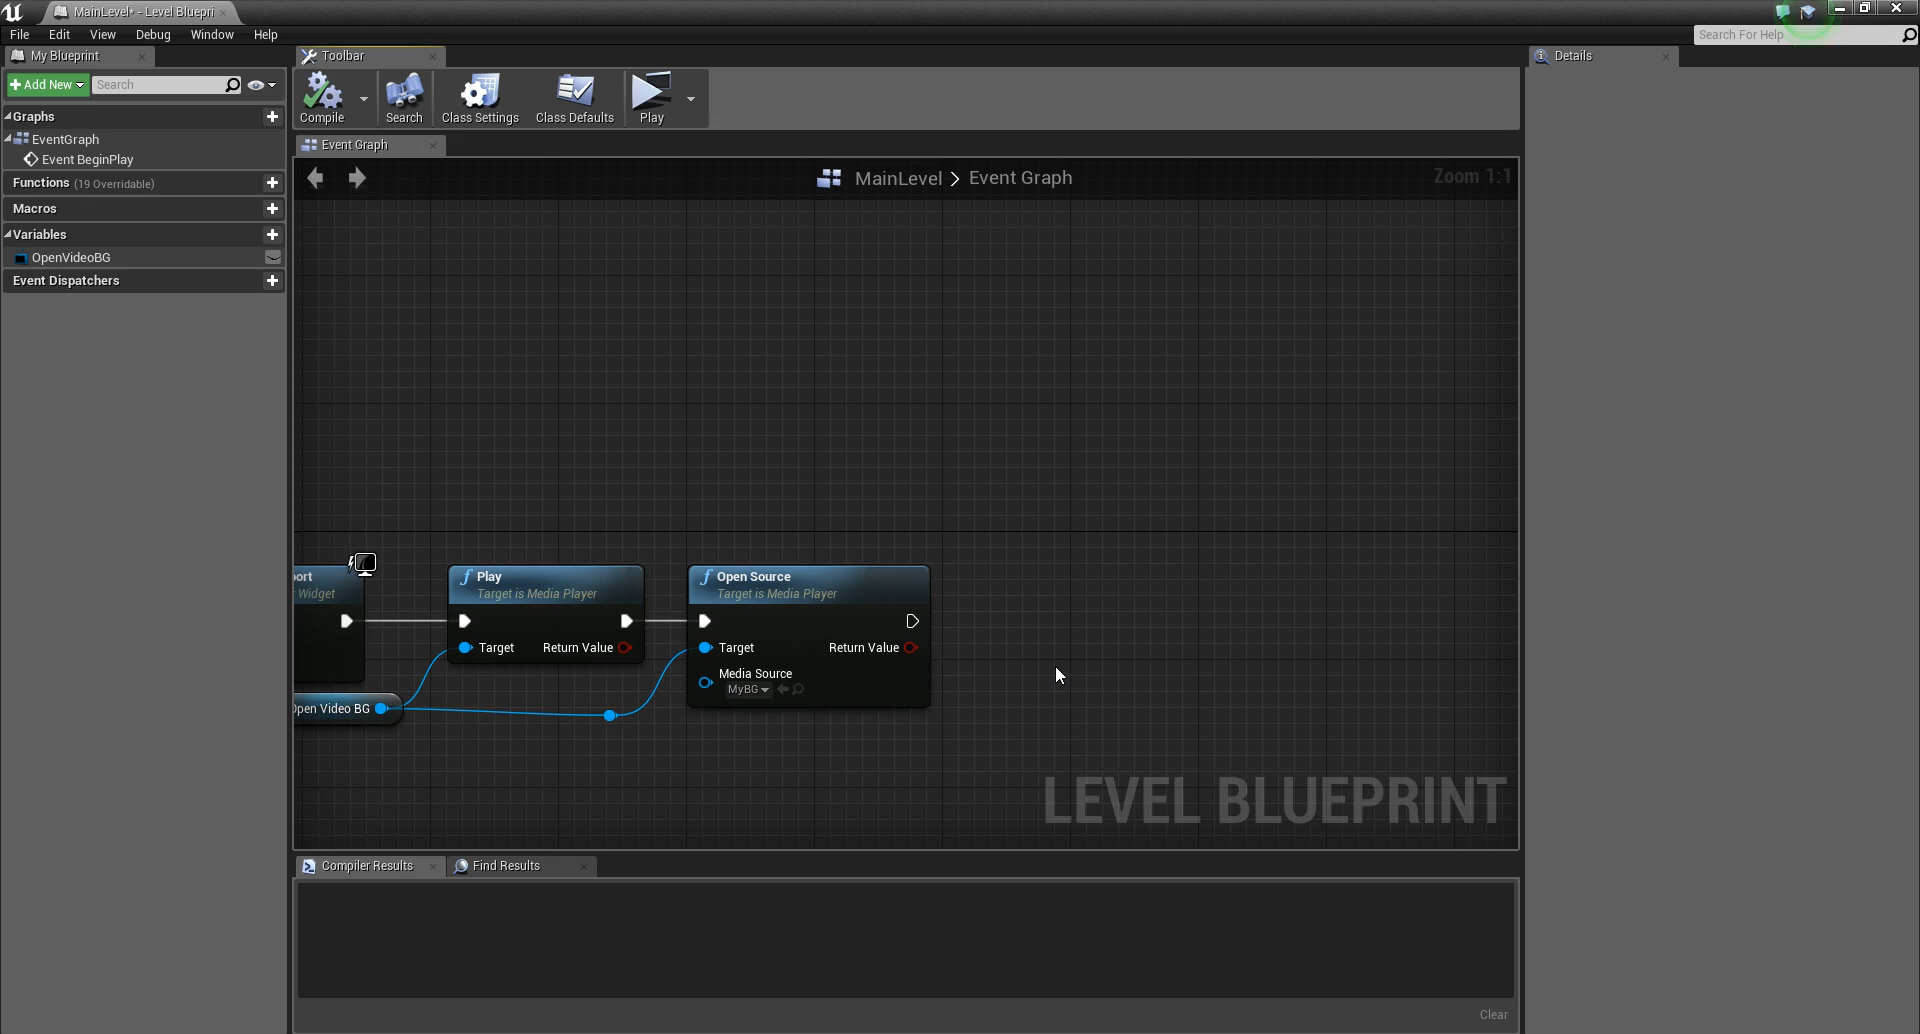 MainLevel* - Level Bluepri
File Edit View Debug Window Help
Search For Help
My Blueprint
Toolbar
Details
Add New
Search
Compile
Search
Class Settings
Class Defaults
Play
Graphs
EventGraph
Event BeginPlay
Functions (19 Overridable)
Macros
Variables
OpenVideoBG
Event Dispatchers
Event Graph
MainLevel > Event Graph
Zoom 1:1
ort
Widget
Play
Target is Media Player
Target
Return Value
Open Source
Target is Media Player
Target
Return Value
Media Source
MyBG
Open Video BG
LEVEL BLUEPRINT
Compiler Results
Find Results
Clear